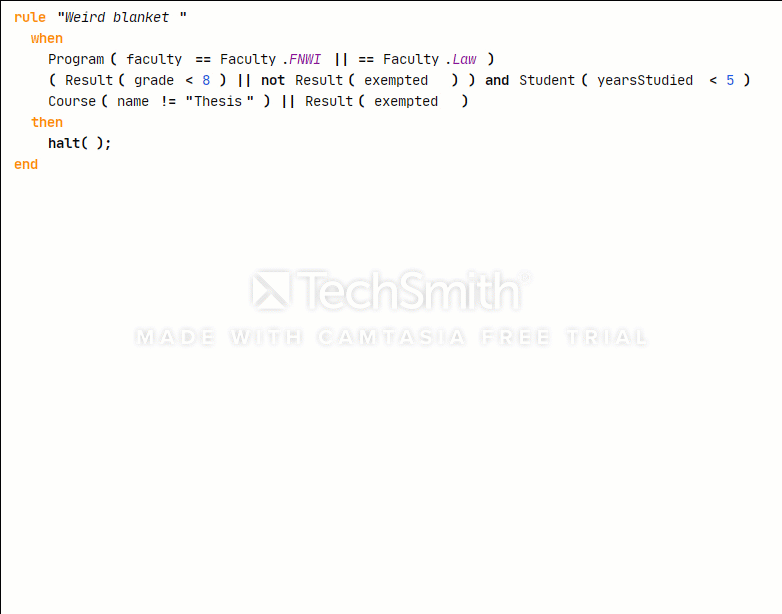 rule "Weird blanket "
when
Program ( faculty == Faculty .FNWI || == Faculty .Law )
( Result ( grade < 8 ) || not Result ( exempted ) ) and Student ( yearsStudied < 5 )
Course ( name != "Thesis " ) || Result ( exempted )
then
halt( );
end
TechSmith
MADE WITH CAMTASIA FREE TRIAL